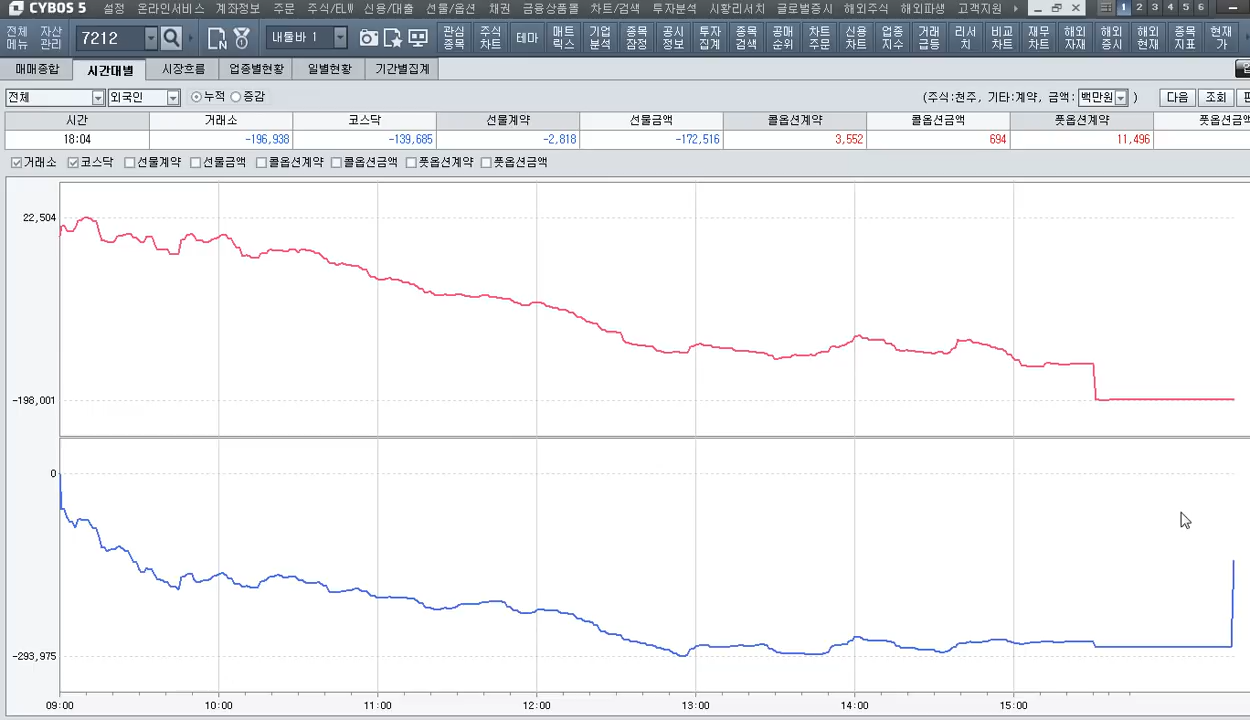 CYBOS 5 설정 온라인서비스 계좌정보 주문 주식/ELW 신용/대출 선물/옵션 채권 금융상품몰 차트/검색 투자분석 시황리서치 글로벌증시 해외주식 해외파생 고객지원 1 2 3 4 5 6
전체메뉴 자산관리 7212 N 내툴바 1 관심종목 주식차트 테마 매트릭스 기업분석 종목잠정 공시정보 투자집계 종목검색 공매순위 차트주문 신용차트 업종지수 거래급등 리서치 비교차트 재무차트 해외자재 해외증시 해외현재 종목지표 현재가
매매종합 시간대별 시장흐름 업종별현황 일별현황 기간별집계
전체 외국인 누적 증감 (주식:천주, 기타:계약, 금액: 백만원 ) 다음 조회
시간 거래소 코스닥 선물계약 선물금액 콜옵션계약 콜옵션금액 풋옵션계약 풋옵션금액
18:04 -196,938 -139,685 -2,818 -172,516 3,552 694 11,496
거래소 코스닥 선물계약 선물금액 콜옵션계약 콜옵션금액 풋옵션계약 풋옵션금액
22,504
-198,001
0
-293,975
09:00 10:00 11:00 12:00 13:00 14:00 15:00